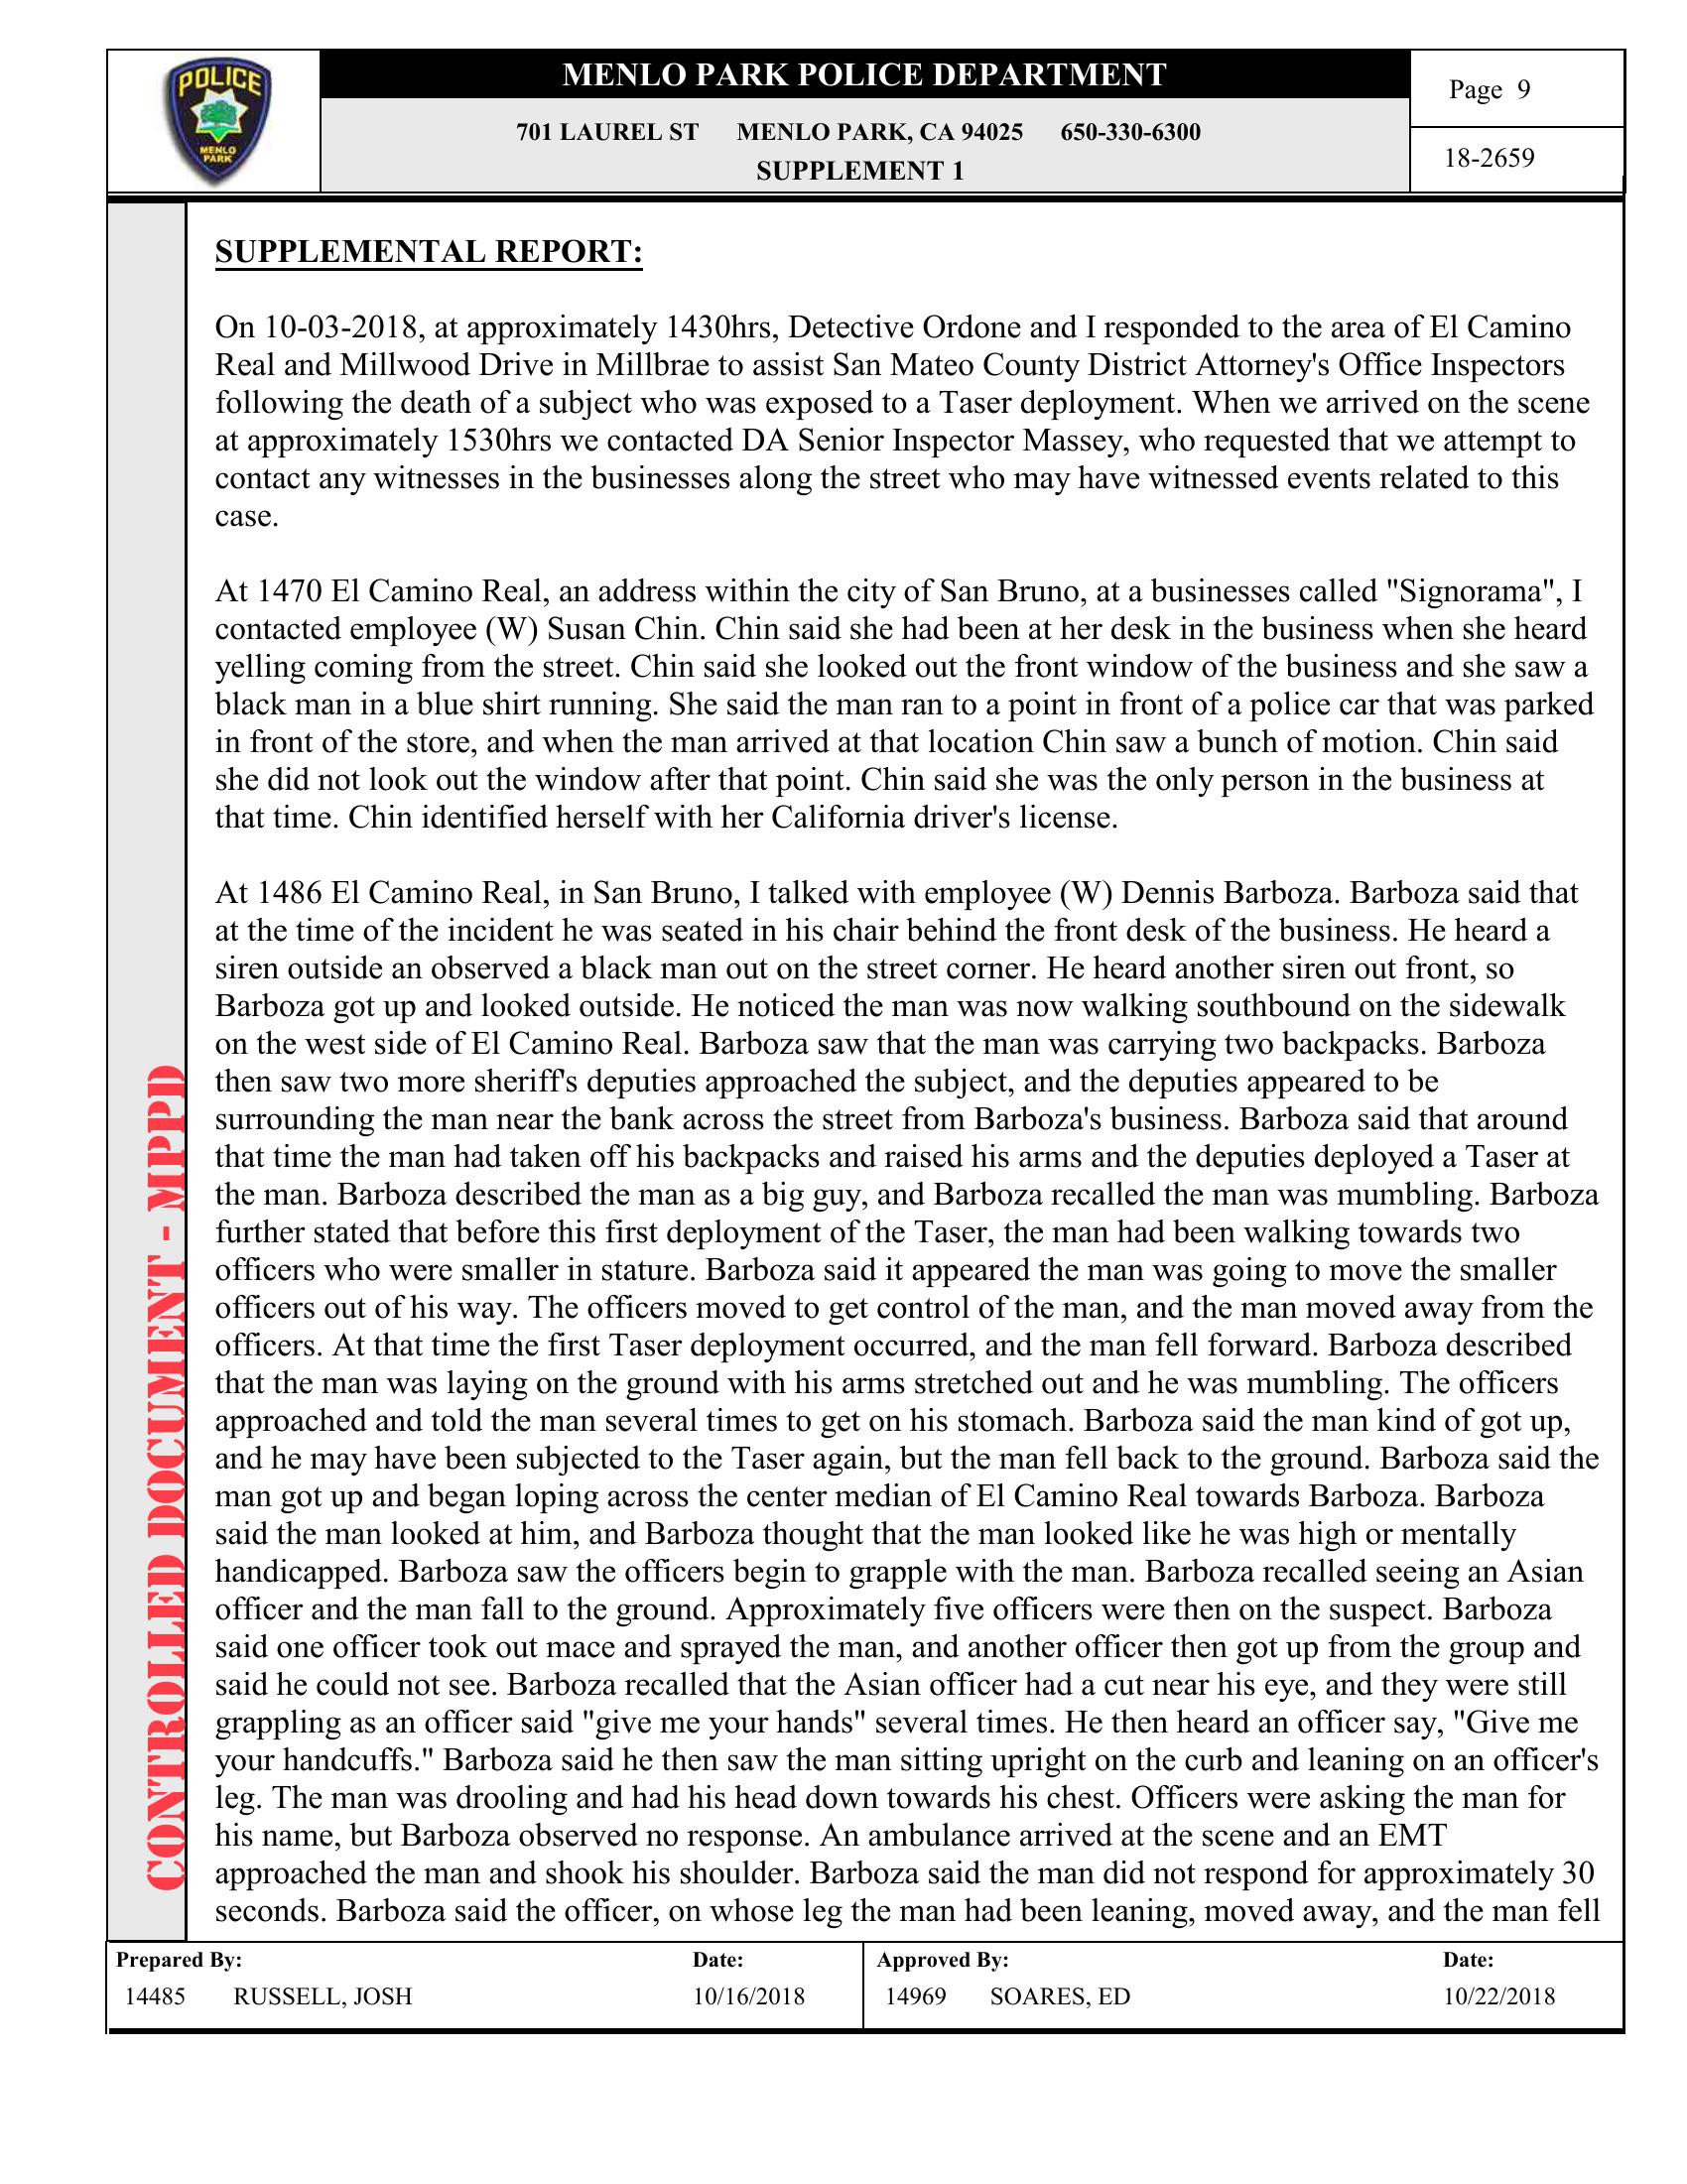 POLICE
MENLO
PARK
MENLO PARK POLICE DEPARTMENT
701 LAUREL ST MENLO PARK, CA 94025 650-330-6300
SUPPLEMENT 1
Page 9
18-2659
SUPPLEMENTAL REPORT:
On 10-03-2018, at approximately 1430hrs, Detective Ordone and I responded to the area of El Camino
Real and Millwood Drive in Millbrae to assist San Mateo County District Attorney's Office Inspectors
following the death of a subject who was exposed to a Taser deployment. When we arrived on the scene
at approximately 1530hrs we contacted DA Senior Inspector Massey, who requested that we attempt to
contact any witnesses in the businesses along the street who may have witnessed events related to this
case.
At 1470 El Camino Real, an address within the city of San Bruno, at a businesses called "Signorama", I
contacted employee (W) Susan Chin. Chin said she had been at her desk in the business when she heard
yelling coming from the street. Chin said she looked out the front window of the business and she saw a
black man in a blue shirt running. She said the man ran to a point in front of a police car that was parked
in front of the store, and when the man arrived at that location Chin saw a bunch of motion. Chin said
she did not look out the window after that point. Chin said she was the only person in the business at
that time. Chin identified herself with her California driver's license.
At 1486 El Camino Real, in San Bruno, I talked with employee (W) Dennis Barboza. Barboza said that
at the time of the incident he was seated in his chair behind the front desk of the business. He heard a
siren outside an observed a black man out on the street corner. He heard another siren out front, so
Barboza got up and looked outside. He noticed the man was now walking southbound on the sidewalk
on the west side of El Camino Real. Barboza saw that the man was carrying two backpacks. Barboza
then saw two more sheriff's deputies approached the subject, and the deputies appeared to be
surrounding the man near the bank across the street from Barboza's business. Barboza said that around
that time the man had taken off his backpacks and raised his arms and the deputies deployed a Taser at
the man. Barboza described the man as a big guy, and Barboza recalled the man was mumbling. Barboza
further stated that before this first deployment of the Taser, the man had been walking towards two
officers who were smaller in stature. Barboza said it appeared the man was going to move the smaller
officers out of his way. The officers moved to get control of the man, and the man moved away from the
officers. At that time the first Taser deployment occurred, and the man fell forward. Barboza described
that the man was laying on the ground with his arms stretched out and he was mumbling. The officers
approached and told the man several times to get on his stomach. Barboza said the man kind of got up,
and he may have been subjected to the Taser again, but the man fell back to the ground. Barboza said the
man got up and began loping across the center median of El Camino Real towards Barboza. Barboza
said the man looked at him, and Barboza thought that the man looked like he was high or mentally
handicapped. Barboza saw the officers begin to grapple with the man. Barboza recalled seeing an Asian
officer and the man fall to the ground. Approximately five officers were then on the suspect. Barboza
said one officer took out mace and sprayed the man, and another officer then got up from the group and
said he could not see. Barboza recalled that the Asian officer had a cut near his eye, and they were still
grappling as an officer said "give me your hands" several times. He then heard an officer say, "Give me
your handcuffs." Barboza said he then saw the man sitting upright on the curb and leaning on an officer's
leg. The man was drooling and had his head down towards his chest. Officers were asking the man for
his name, but Barboza observed no response. An ambulance arrived at the scene and an EMT
approached the man and shook his shoulder. Barboza said the man did not respond for approximately 30
seconds. Barboza said the officer, on whose leg the man had been leaning, moved away, and the man fell
CONTROLLED DOCUMENT - MPPD
Prepared By: Date: Approved By: Date:
14485 RUSSELL, JOSH 10/16/2018 14969 SOARES, ED 10/22/2018